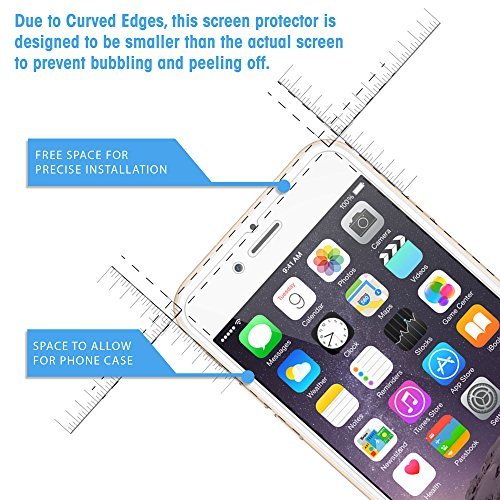 Due to Curved Edges, this screen protector is
designed to be smaller than the actual screen
to prevent bubbling and peeling off.
FREE SPACE FOR
PRECISE INSTALLATION
SPACE TO ALLOW
FOR PHONE CASE
9:41 AM
100%
Tuesday
9
Messages
Calendar
Photos
Camera
Weather
Clock
Maps
Videos
Notes
Reminders
Stocks
Game Center
Newsstand
iTunes Store
App Store
iBoo
Health
Passbook
Sett